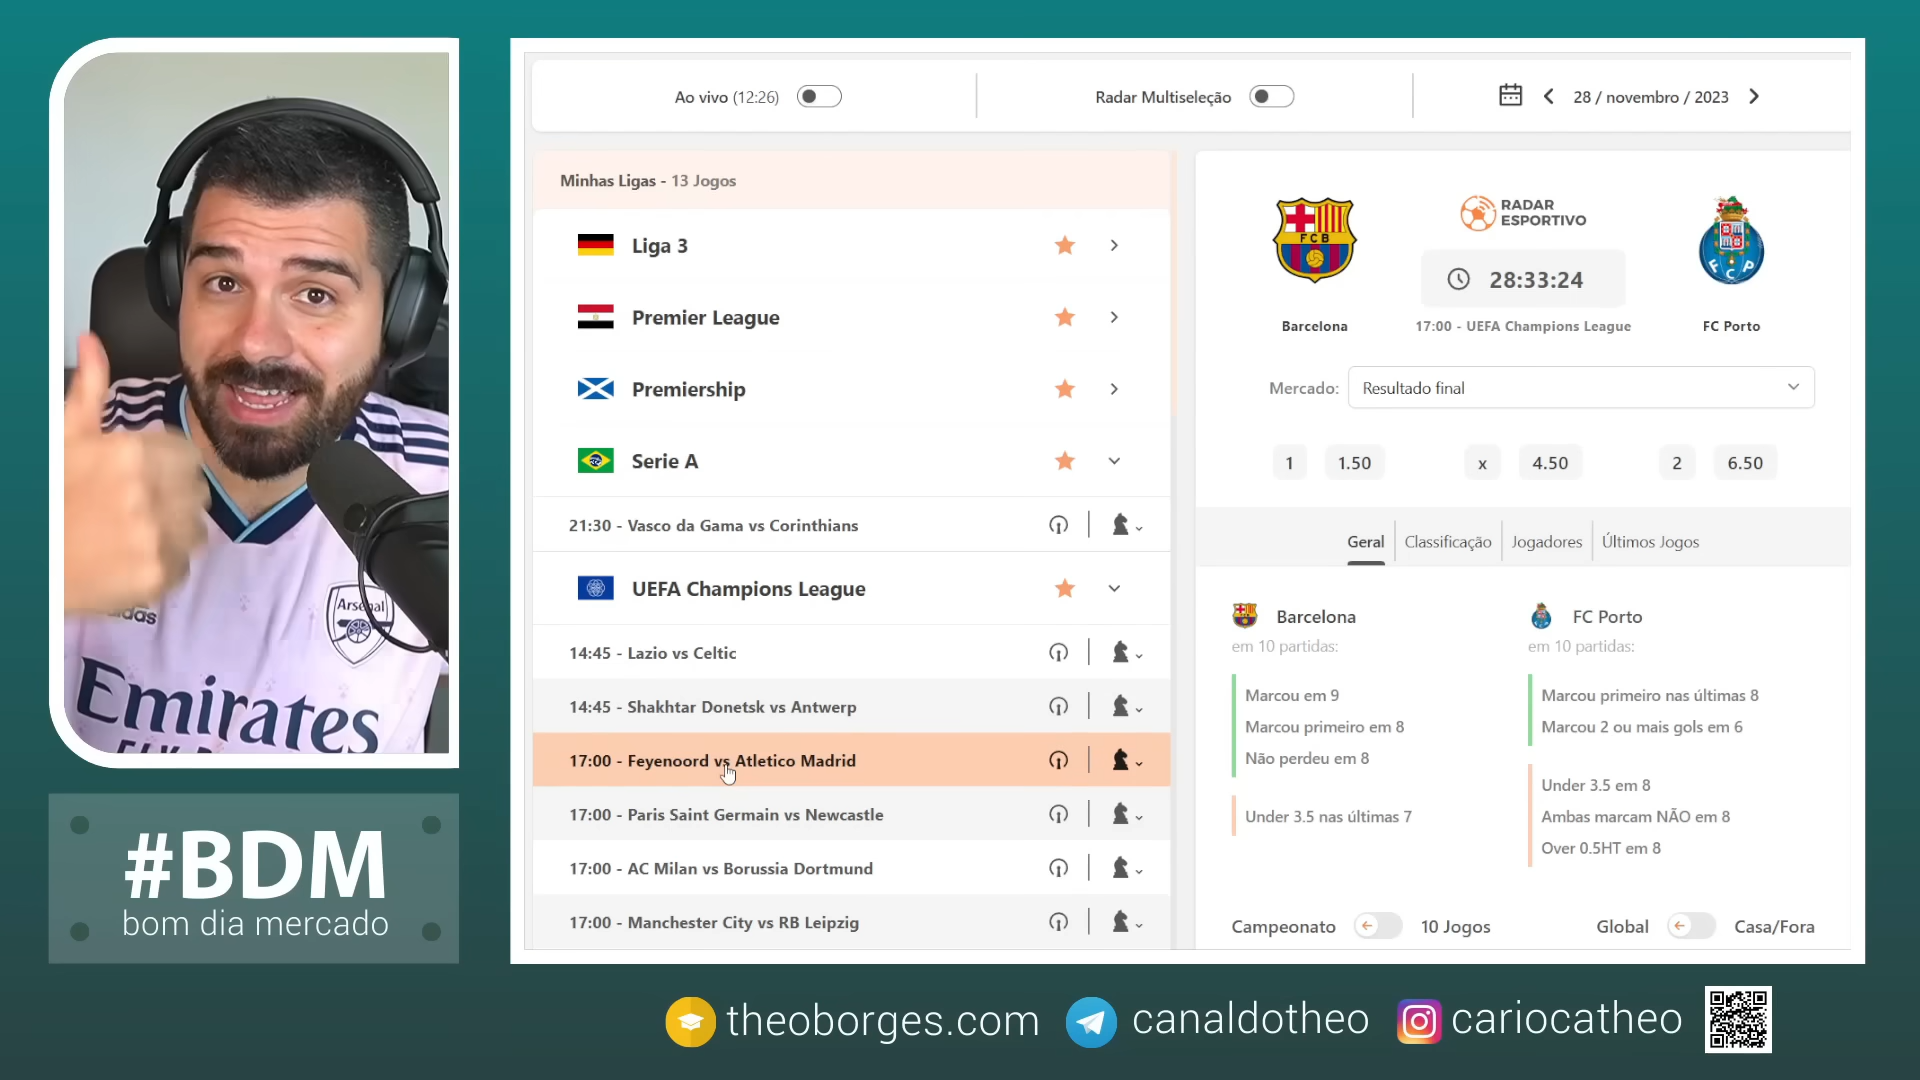 Ao vivo (12:26)
Radar Multiseleção
28 / novembro / 2023
Minhas Ligas - 13 Jogos
Liga 3
Premier League
Premiership
Serie A
21:30 - Vasco da Gama vs Corinthians
UEFA Champions League
14:45 - Lazio vs Celtic
14:45 - Shakhtar Donetsk vs Antwerp
17:00 - Feyenoord vs Atletico Madrid
17:00 - Paris Saint Germain vs Newcastle
17:00 - AC Milan vs Borussia Dortmund
17:00 - Manchester City vs RB Leipzig
FCB
RADAR
ESPORTIVO
FCP
28:33:24
Barcelona
17:00 - UEFA Champions League
FC Porto
Mercado:
Resultado final
1 1.50 x 4.50 2 6.50
Geral
Classificação
Jogadores
Últimos Jogos
Barcelona
em 10 partidas:
Marcou em 9
Marcou primeiro em 8
Não perdeu em 8
Under 3.5 nas últimas 7
FC Porto
em 10 partidas:
Marcou primeiro nas últimas 8
Marcou 2 ou mais gols em 6
Under 3.5 em 8
Ambas marcam NÃO em 8
Over 0.5HT em 8
Campeonato
10 Jogos
Global
Casa/Fora
Arsenal
Emirates
#BDM
bom dia mercado
theoborges.com
canaldotheo
cariocatheo